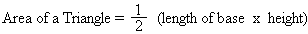 Area of a Triangle = 1/2 (length of base x height)